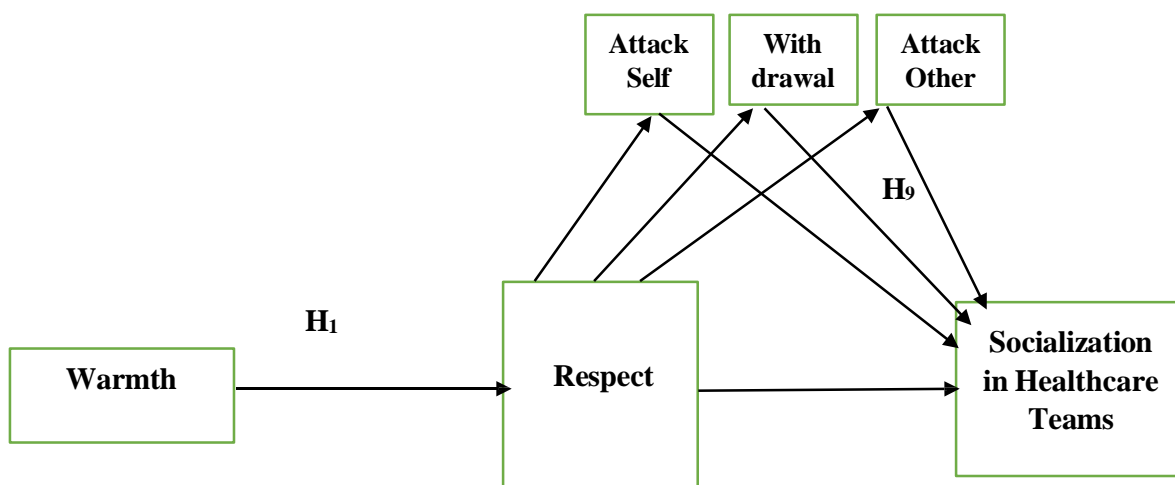 Attack
Self
With
drawal
Attack
Other
H9
H1
Warmth
Respect
Socialization
in Healthcare
Teams